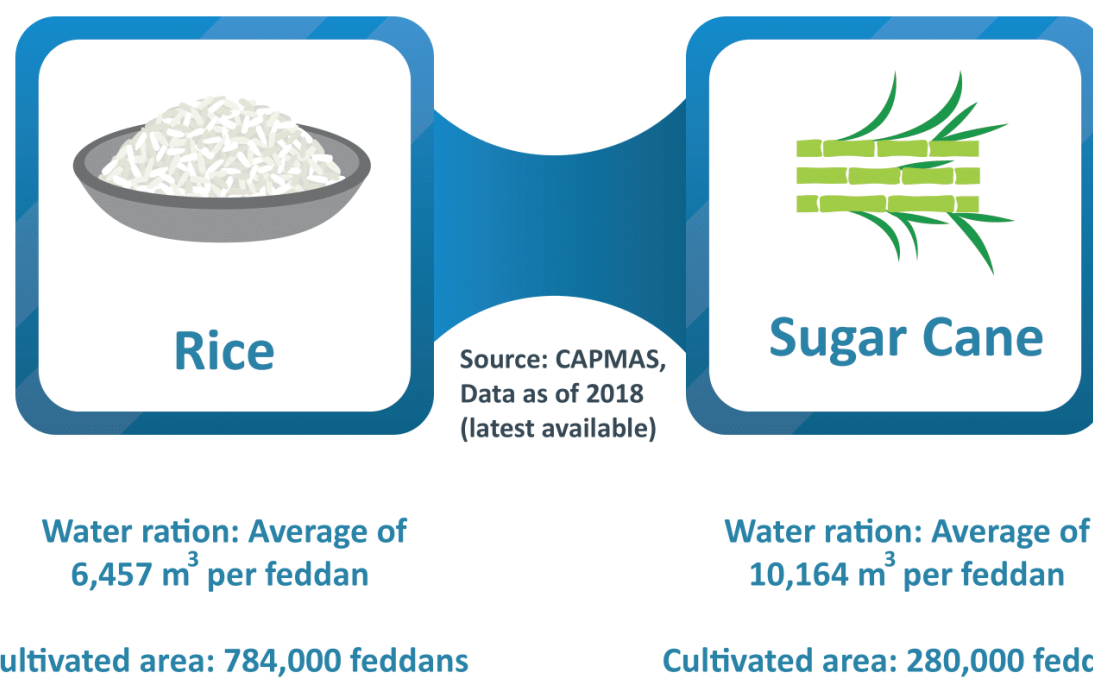 Rice
Sugar Cane
Source: CAPMAS,
Data as of 2018
(latest available)
Water ration: Average of
6,457 m³ per feddan
ultivated area: 784,000 feddans
Water ration: Average of
10,164 m³ per feddan
Cultivated area: 280,000 fedd